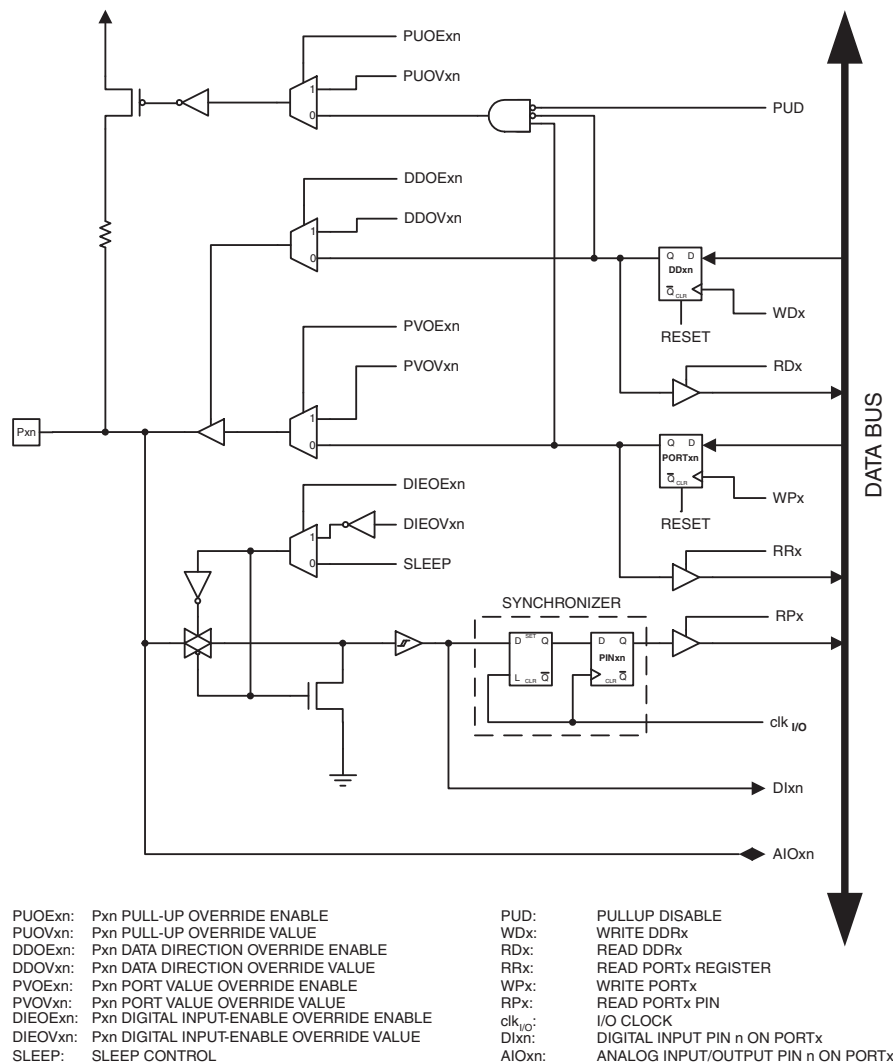 PUOExn
PUOVxn
1
0
PUD
DDOExn
DDOVxn
1
0
Q D
DDxn
Q CLR
WDx
RESET
PVOExn
RDx
PVOVxn
1
Pxn
0
Q D
PORTxn
Q CLR
WPx
DATA BUS
DIEOExn
RESET
DIEOVxn
1
RRx
0
SLEEP
SYNCHRONIZER
RPx
D SET Q
D Q
PINxn
L CLR Q
CLR Q
clk I/O
DIxn
AIOxn
PUOExn: Pxn PULL-UP OVERRIDE ENABLE
PUOVxn: Pxn PULL-UP OVERRIDE VALUE
DDOExn: Pxn DATA DIRECTION OVERRIDE ENABLE
DDOVxn: Pxn DATA DIRECTION OVERRIDE VALUE
PVOExn: Pxn PORT VALUE OVERRIDE ENABLE
PVOVxn: Pxn PORT VALUE OVERRIDE VALUE
DIEOExn: Pxn DIGITAL INPUT-ENABLE OVERRIDE ENABLE
DIEOVxn: Pxn DIGITAL INPUT-ENABLE OVERRIDE VALUE
SLEEP: SLEEP CONTROL
PUD: PULLUP DISABLE
WDx: WRITE DDRx
RDx: READ DDRx
RRx: READ PORTx REGISTER
WPx: WRITE PORTx
RPx: READ PORTx PIN
clkI/O: I/O CLOCK
DIxn: DIGITAL INPUT PIN n ON PORTx
AIOxn: ANALOG INPUT/OUTPUT PIN n ON PORTx